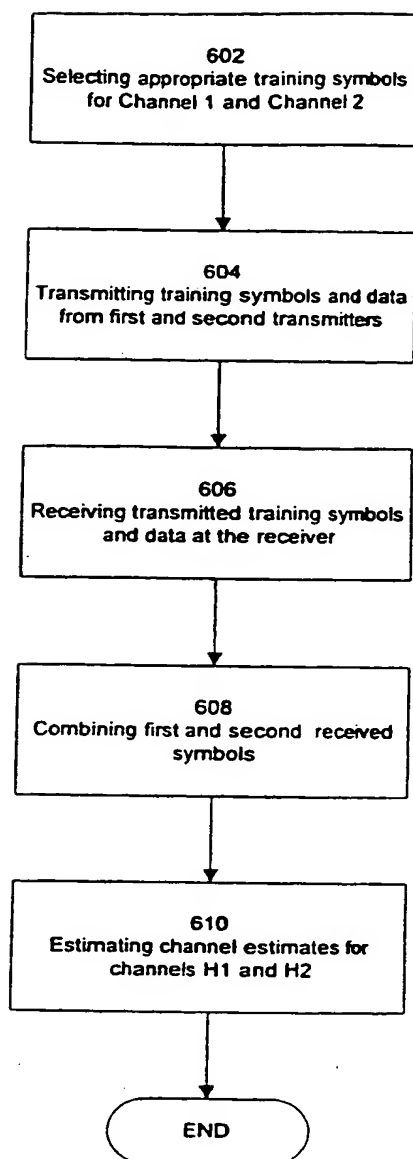 602
Selecting appropriate training symbols
for Channel 1 and Channel 2
604
Transmitting training symbols and data
from first and second transmitters
606
Receiving transmitted training symbols
and data at the receiver
608
Combining first and second received
symbols
610
Estimating channel estimates for
channels H1 and H2
END